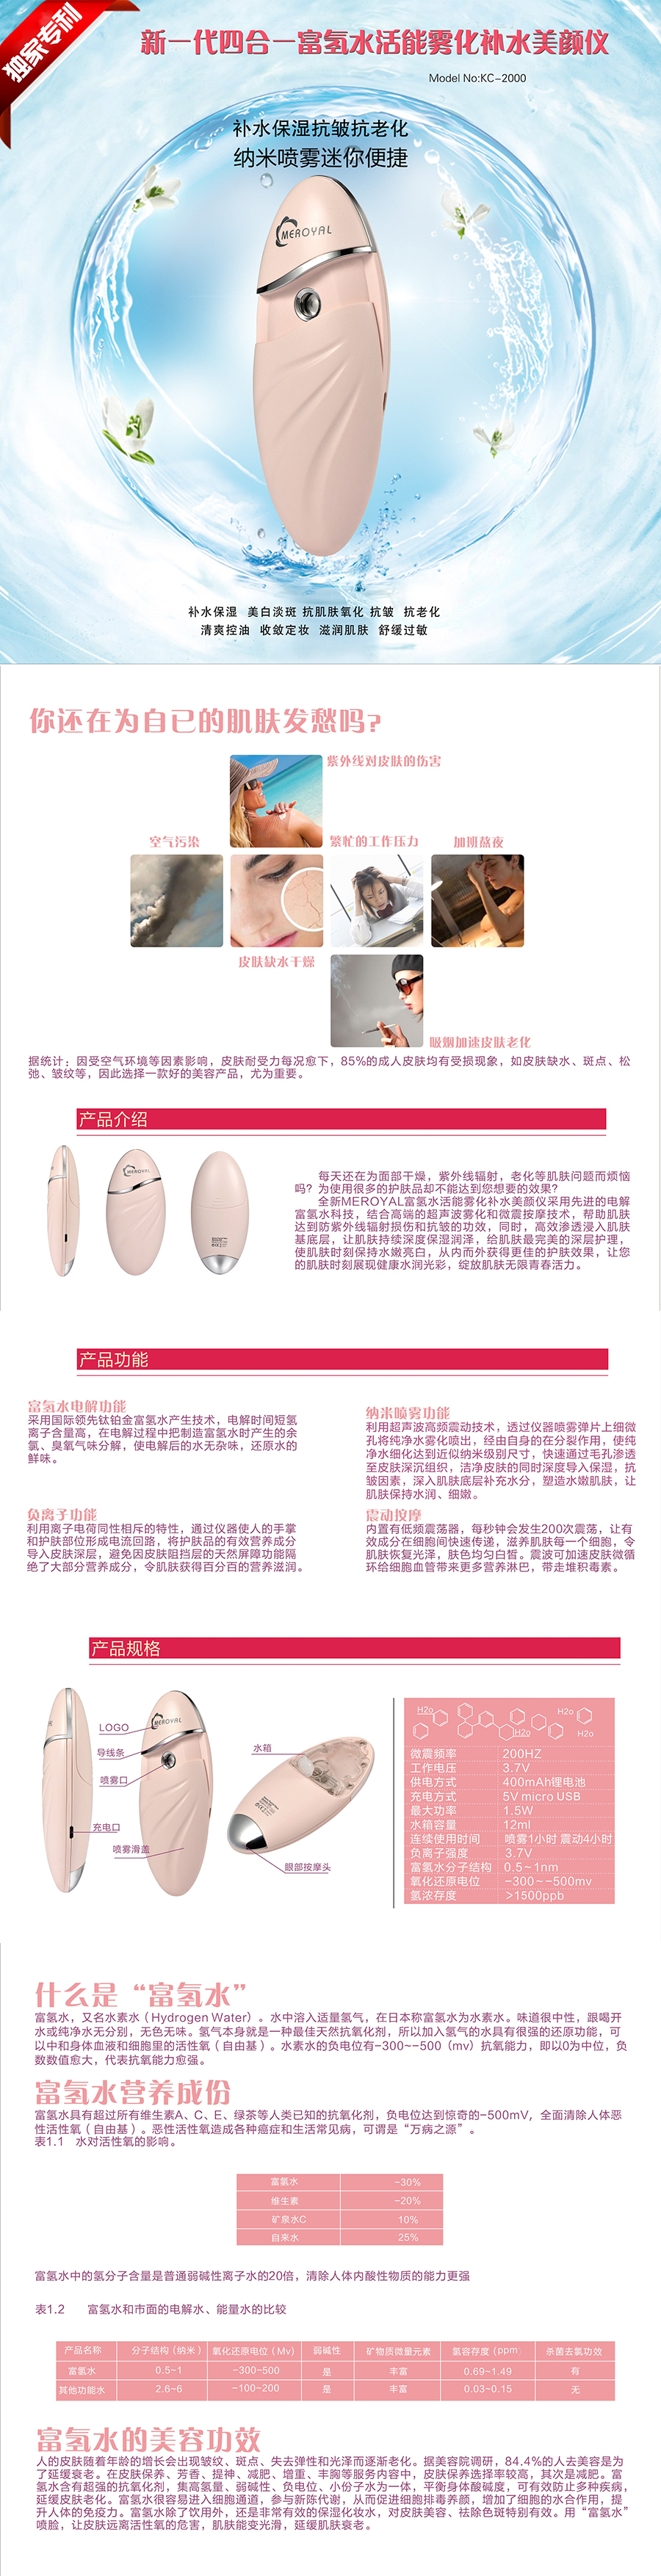 独家专利
新一代四合一富氢水活能雾化补水美颜仪
Model No:KC-2000
补水保湿抗皱抗老化
纳米喷雾迷你便捷
MEROYAL
补水保湿 美白淡斑 抗肌肤氧化 抗皱 抗老化
清爽控油 收敛定妆 滋润肌肤 舒缓过敏
你还在为自己的肌肤发愁吗?
紫外线对皮肤的伤害
空气污染
繁忙的工作压力
加班熬夜
皮肤缺水干燥
吸烟加速皮肤老化
据统计：因受空气环境等因素影响，皮肤耐受力每况愈下，85%的成人皮肤均有受损现象，如皮肤缺水、斑点、松
弛、皱纹等，因此选择一款好的美容产品，尤为重要。
产品介绍
MEROYAL
每天还在为面部干燥，紫外线辐射，老化等肌肤问题而烦恼
吗？为使用很多的护肤品却不能达到您想要的效果？
全新MEROYAL富氢水活能雾化补水美颜仪采用先进的电解
富氢水科技，结合高端的超声波雾化和微震按摩技术，帮助肌肤
达到防紫外线辐射损伤和抗皱的功效，同时，高效渗透浸入肌肤
基底层，让肌肤持续深度保湿润泽，给肌肤最完美的深层护理，
使肌肤时刻保持水嫩亮白，从内而外获得更佳的护肤效果，让您
的肌肤时刻展现健康水润光彩，绽放肌肤无限青春活力。
产品功能
富氢水电解功能
采用国际领先钛铂金富氢水产生技术，电解时间短氢
离子含量高，在电解过程中把制造富氢水时产生的余
氯、臭氧气味分解，使电解后的水无杂味，还原水的
鲜味。
纳米喷雾功能
利用超声波高频震动技术，透过仪器喷雾弹片上细微
孔将纯净水雾化喷出，经由自身的在分裂作用，使纯
净水细化达到近似纳米级别尺寸，快速通过毛孔渗透
至皮肤深沉组织，洁净皮肤的同时深度导入保湿，抗
皱因素，深入肌肤底层补充水分，塑造水嫩肌肤，让
肌肤保持水润、细嫩。
负离子功能
利用离子电荷同性相斥的特性，通过仪器使人的手掌
和护肤部位形成电流回路，将护肤品的有效营养成分
导入皮肤深层，避免因皮肤阻挡层的天然屏障功能隔
绝了大部分营养成分，令肌肤获得百分百的营养滋润。
震动按摩
内置有低频震荡器，每秒钟会发生200次震荡，让有
效成分在细胞间快速传递，滋养肌肤每一个细胞，令
肌肤恢复光泽，肤色均匀白皙。震波可加速皮肤微循
环给细胞血管带来更多营养淋巴，带走堆积毒素。
产品规格
LOGO
导线条
喷雾口
充电口
喷雾滑盖
MEROYAL
水箱
眼部按摩头
H2o
H2o
H2o
H2o
微震频率 200HZ
工作电压 3.7V
供电方式 400mAh锂电池
充电方式 5V micro USB
最大功率 1.5W
水箱容量 12ml
连续使用时间 喷雾1小时 震动4小时
负离子强度 3.7V
富氢水分子结构 0.5~1nm
氧化还原电位 -300~-500mv
氢浓存度 >1500ppb
什么是“富氢水”
富氢水，又名水素水（Hydrogen Water）。水中溶入适量氢气，在日本称富氢水为水素水。味道很中性，跟喝开
水或纯净水无分别，无色无味。氢气本身就是一种最佳天然抗氧化剂，所以加入氢气的水具有很强的还原功能，可
以中和身体血液和细胞里的活性氧（自由基）。水素水的负电位有-300~-500（mv）抗氧能力，即以0为中位，负
数数值愈大，代表抗氧能力愈强。
富氢水营养成份
富氢水具有超过所有维生素A、C、E、绿茶等人类已知的抗氧化剂，负电位达到惊奇的-500mV，全面清除人体恶
性活性氧（自由基）。恶性活性氧造成各种癌症和生活常见病，可谓是“万病之源”。
表1.1 水对活性氧的影响。
富氢水 -30%
维生素 -20%
矿泉水C 10%
自来水 25%
富氢水中的氢分子含量是普通弱碱性离子水的20倍，清除人体内酸性物质的能力更强
表1.2 富氢水和市面的电解水、能量水的比较
产品名称 分子结构（纳米） 氧化还原电位（Mv） 弱碱性 矿物质微量元素 氢容存度（ppm） 杀菌去氯功效
富氢水 0.5~1 -300~500 是 丰富 0.69~1.49 有
其他功能水 2.6~6 -100~200 是 丰富 0.03~0.15 无
富氢水的美容功效
人的皮肤随着年龄的增长会出现皱纹、斑点、失去弹性和光泽而逐渐老化。据美容院调研，84.4%的人去美容是为
了延缓衰老。在皮肤保养、芳香、提神、减肥、增重、丰胸等服务内容中，皮肤保养选择率较高，其次是减肥。富
氢水含有超强的抗氧化剂，集高氢量、弱碱性、负电位、小份子水为一体，平衡身体酸碱度，可有效防止多种疾病，
延缓皮肤老化。富氢水很容易进入细胞通道，参与新陈代谢，从而促进细胞排毒养颜，增加了细胞的水合作用，提
升人体的免疫力。富氢水除了饮用外，还是非常有效的保湿化妆水，对皮肤美容、祛除色斑特别有效。用“富氢水”
喷脸，让皮肤远离活性氧的危害，肌肤能变光滑，延缓肌肤衰老。